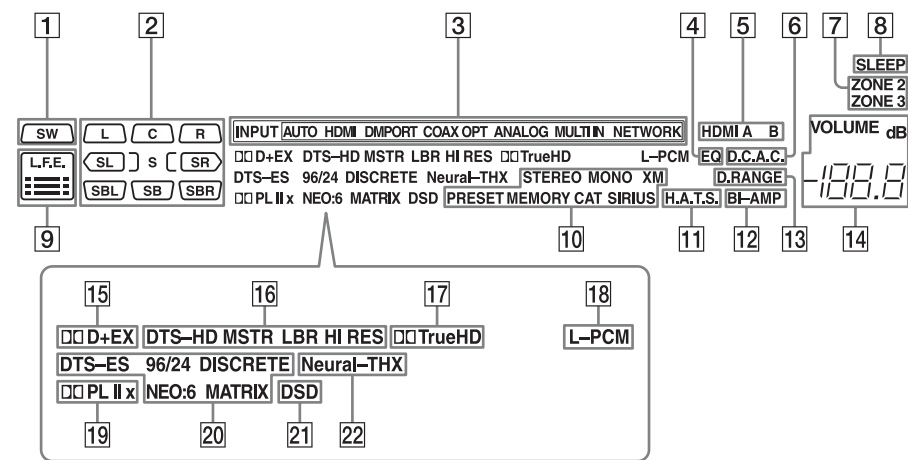 1 2 3 4 5 6 7 8
SLEEP
ZONE 2
ZONE 3
SW L C R INPUT AUTO HDMI DMPORT COAX OPT ANALOG MULTI IN NETWORK HDMI A B VOLUME dB
L.F.E. SL S SR D+EX DTS–HD MSTR LBR HI RES TrueHD L–PCM EQ D.C.A.C.
DTS–ES 96/24 DISCRETE Neural–THX STEREO MONO XM D.RANGE -188.8
SBL SB SBR PL II x NEO:6 MATRIX DSD PRESET MEMORY CAT SIRIUS H.A.T.S. BI–AMP
9 10 11 12 13 14
15 16 17 18
D+EX DTS–HD MSTR LBR HI RES TrueHD L–PCM
DTS–ES 96/24 DISCRETE Neural–THX
PL II x NEO:6 MATRIX DSD
19 20 21 22